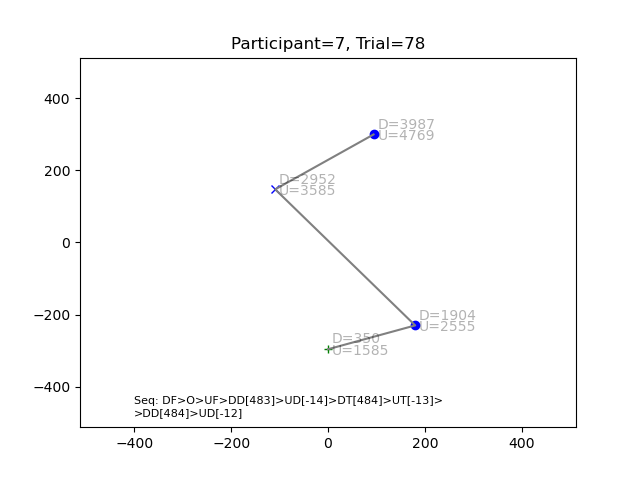 Participant=7, Trial=78
400
200
0
−200
−400
D=3987
U=4769
D=2952
U=3585
D=1904
U=2555
D=350
U=1585
Seq: DF>O>UF>DD[483]>UD[-14]>DT[484]>UT[-13]>
>DD[484]>UD[-12]
−400 −200 0 200 400